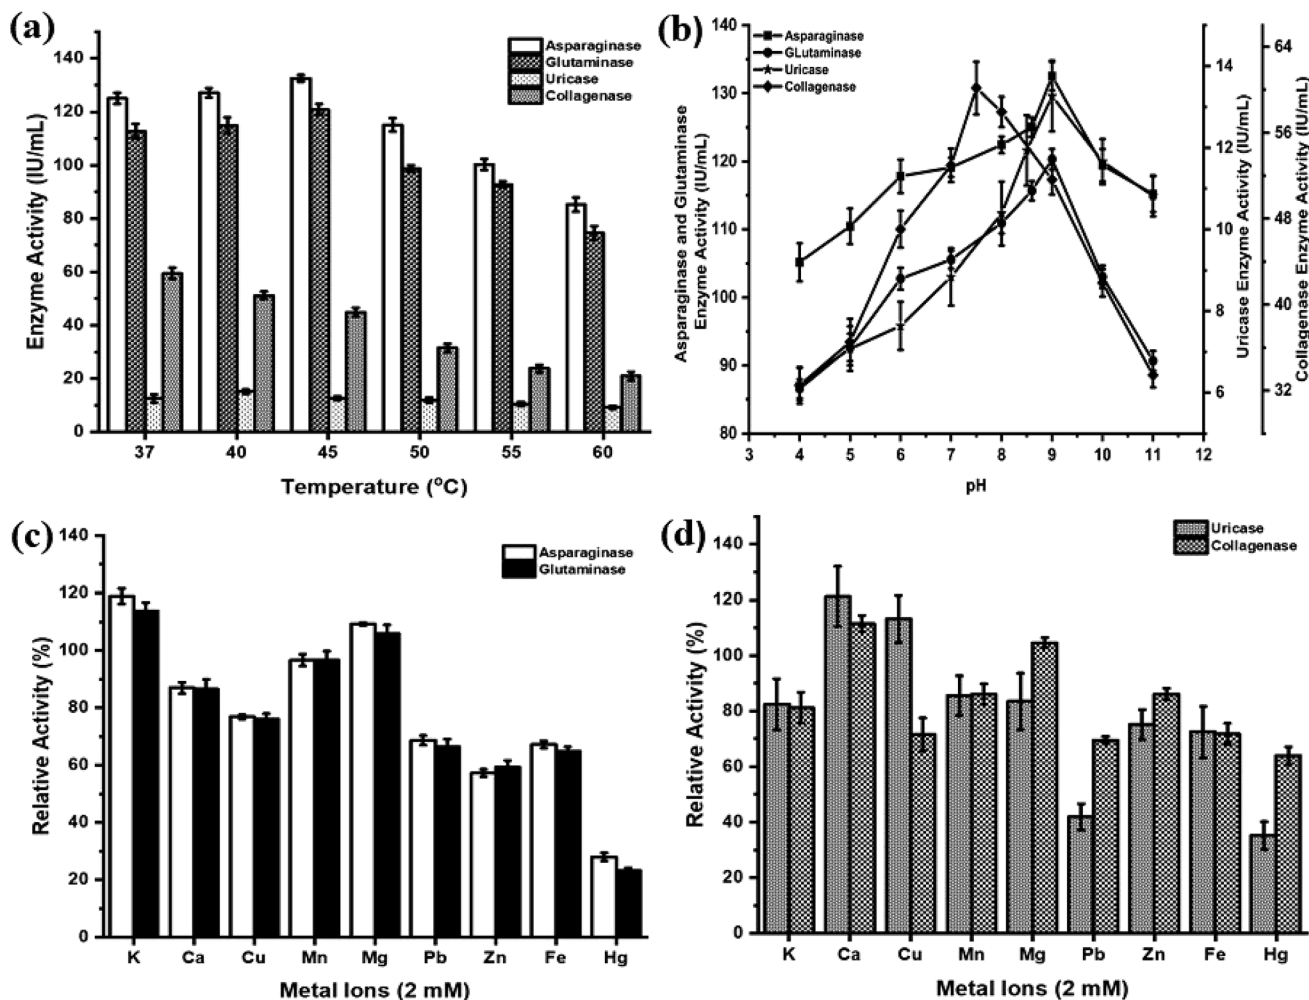 (a)
Enzyme Activity (IU/mL)
140
120
100
80
60
40
20
0
Asparaginase
Glutaminase
Uricase
Collagenase
37 40 45 50 55 60
Temperature (°C)
(b)
Asparaginase and Glutaminase
Enzyme Activity (IU/mL)
140
130
120
110
100
90
80
Asparaginase
GLutaminase
Uricase
Collagenase
3 4 5 6 7 8 9 10 11 12
pH
14
12
10
8
6
Uricase Enzyme Activity (IU/mL)
64
56
48
40
32
Collagenase Enzyme Activity (IU/mL)
(c)
Relative Activity (%)
140
120
100
80
60
40
20
0
Asparaginase
Glutaminase
K Ca Cu Mn Mg Pb Zn Fe Hg
Metal Ions (2 mM)
(d)
Relative Activity (%)
140
120
100
80
60
40
20
0
Uricase
Collagenase
K Ca Cu Mn Mg Pb Zn Fe Hg
Metal Ions (2 mM)